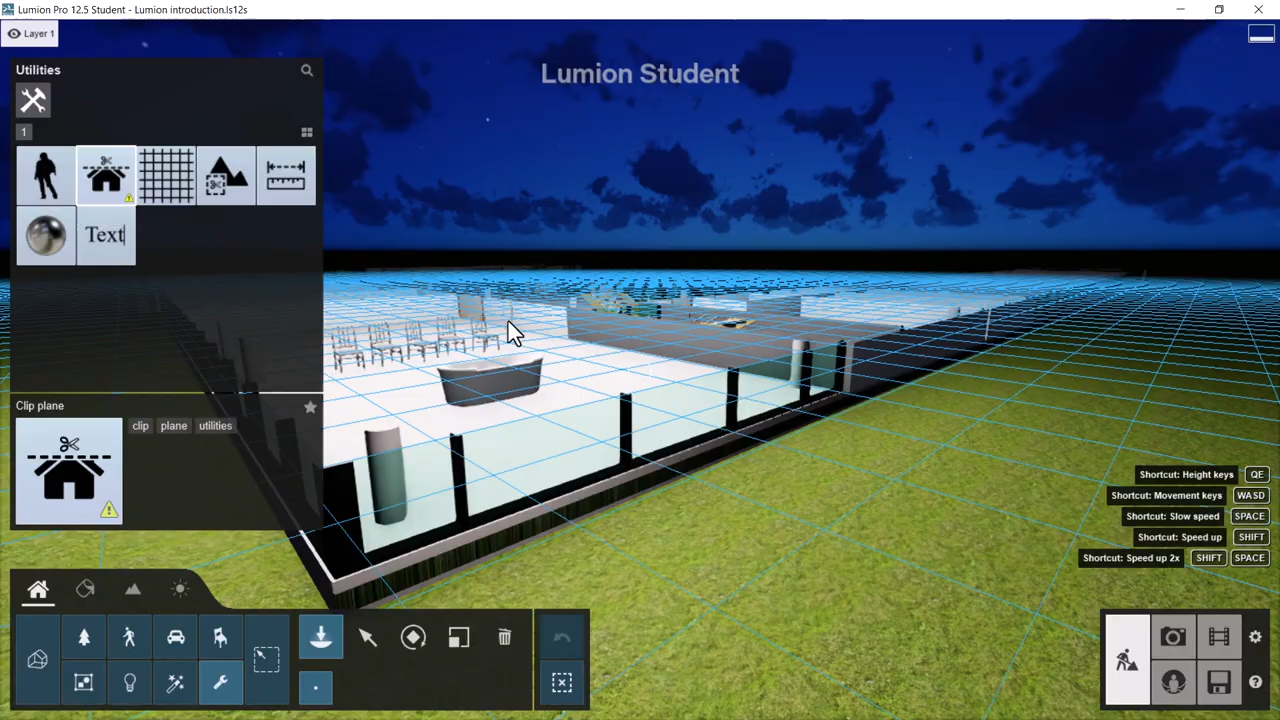 Lumion Pro 12.5 Student - Lumion introduction.ls12s
Layer 1
Utilities
Lumion Student
1
Text
Clip plane
clip plane utilities
Shortcut: Height keys QE
Shortcut: Movement keys WASD
Shortcut: Slow speed SPACE
Shortcut: Speed up SHIFT
Shortcut: Speed up 2x SHIFT SPACE